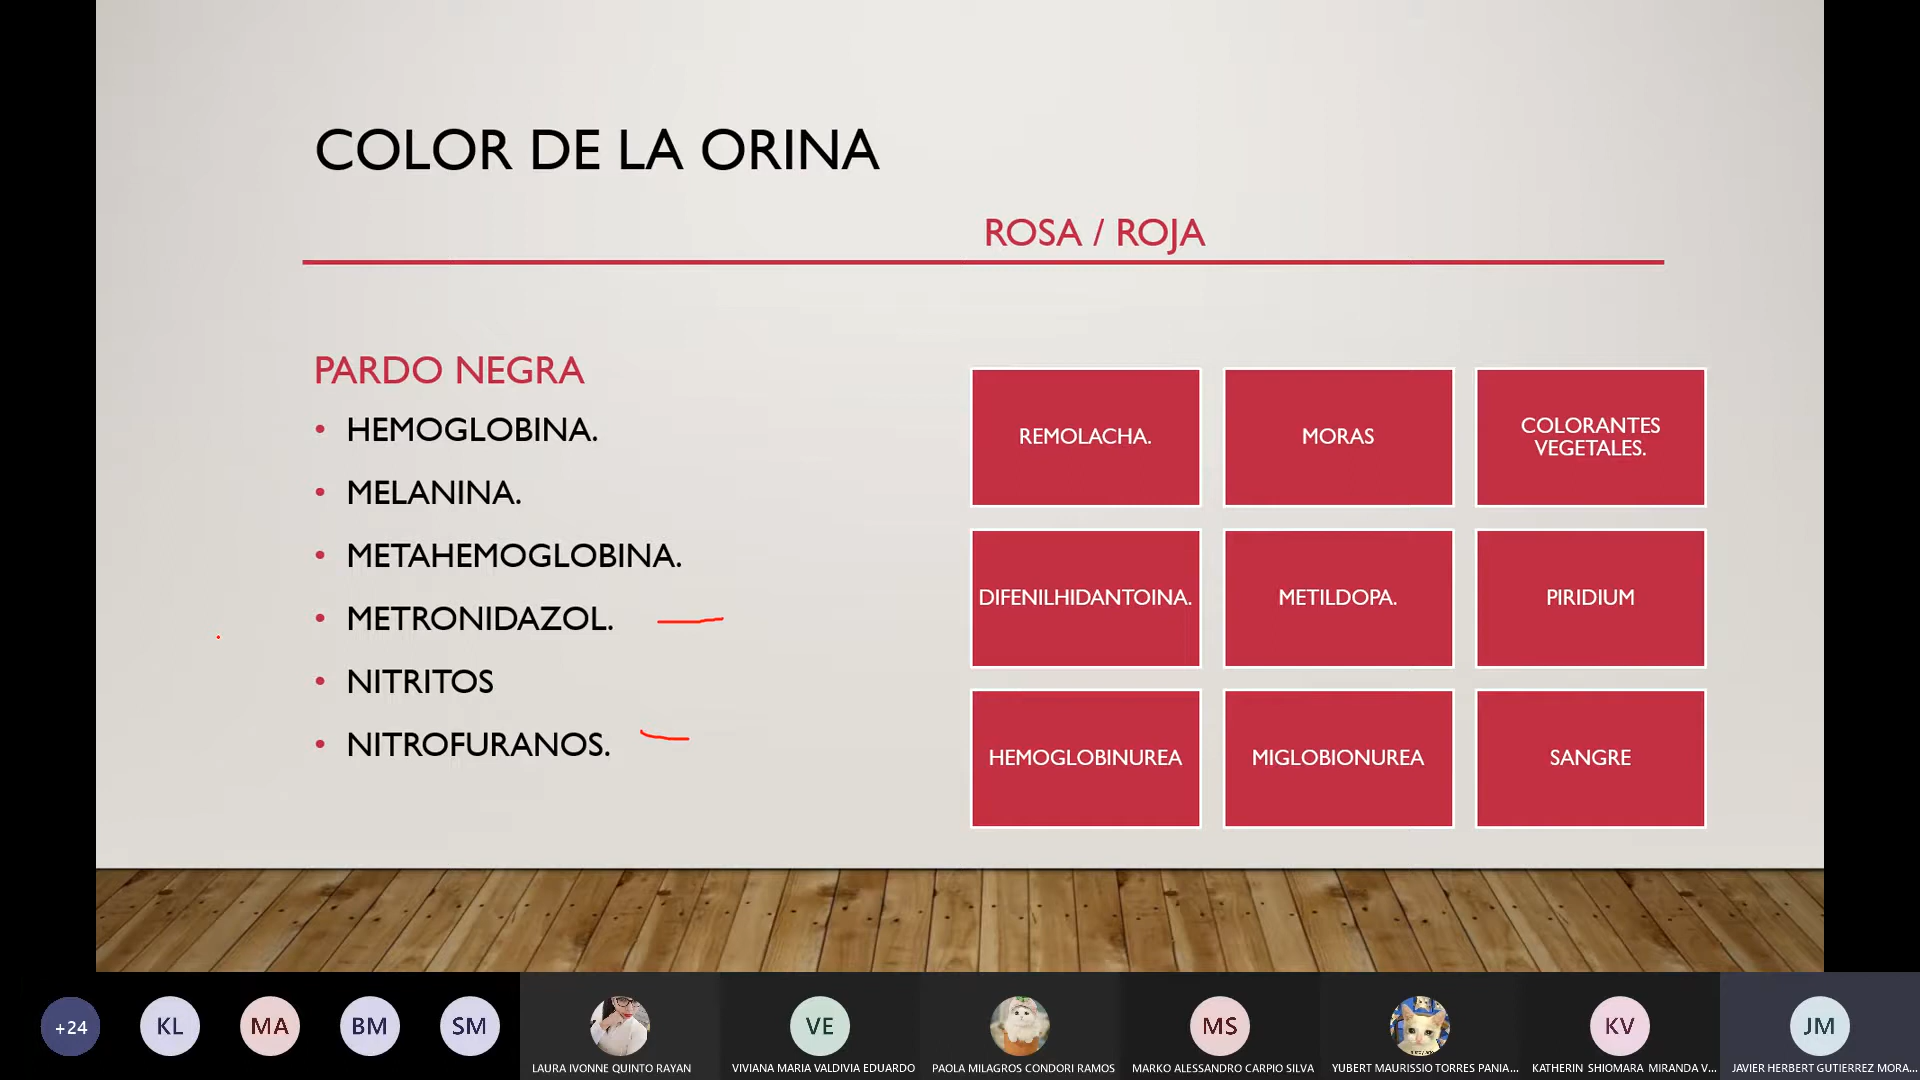 COLOR DE LA ORINA
ROSA / ROJA
PARDO NEGRA
• HEMOGLOBINA.
• MELANINA.
• METAHEMOGLOBINA.
• METRONIDAZOL.
• NITRITOS
• NITROFURANOS.
REMOLACHA.
MORAS
COLORANTES
VEGETALES.
DIFENILHIDANTOINA.
METILDOPA.
PIRIDIUM
HEMOGLOBINUREA
MIGLOBIONUREA
SANGRE
+24
KL
MA
BM
SM
LAURA IVONNE QUINTO RAYAN
VE
VIVIANA MARIA VALDIVIA EDUARDO
PAOLA MILAGROS CONDORI RAMOS
MS
MARKO ALESSANDRO CARPIO SILVA
YUBERT MAURISSIO TORRES PANIA...
KV
KATHERIN SHIOMARA MIRANDA V...
JM
JAVIER HERBERT GUTIERREZ MORA...